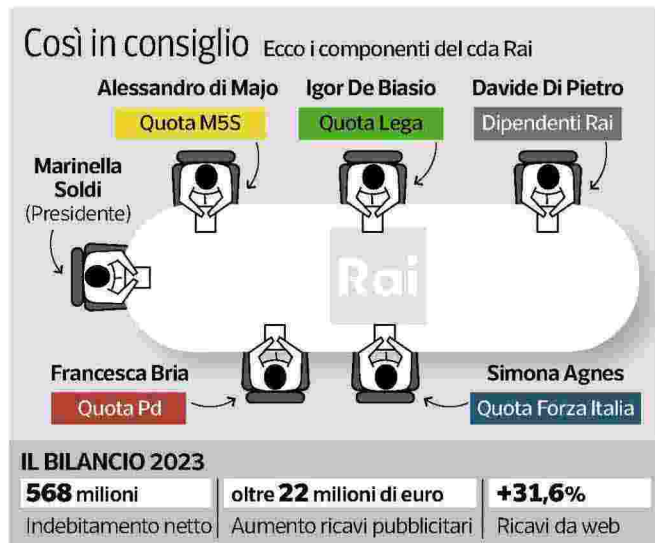 Così in consiglio Ecco i componenti del cda Rai
Alessandro di Majo
Quota M5S
Igor De Biasio
Quota Lega
Davide Di Pietro
Dipendenti Rai
Marinella
Soldi
(Presidente)
Rai
Francesca Bria
Quota Pd
Simona Agnes
Quota Forza Italia
IL BILANCIO 2023
568 milioni
Indebitamento netto
oltre 22 milioni di euro
Aumento ricavi pubblicitari
+31,6%
Ricavi da web